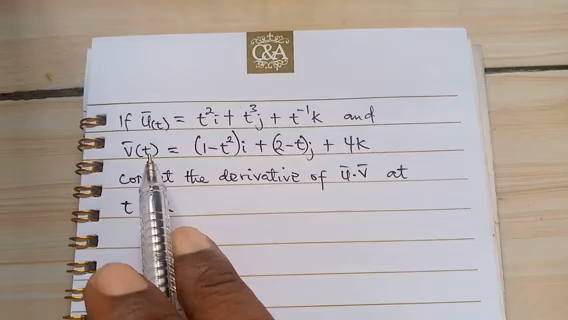 C&A
If ū(t) = t²i + t³j + t⁻¹k and
v̄(t) = (1-t²)i + (2-t)j + 4k
the derivative of ū.v̄ at
t